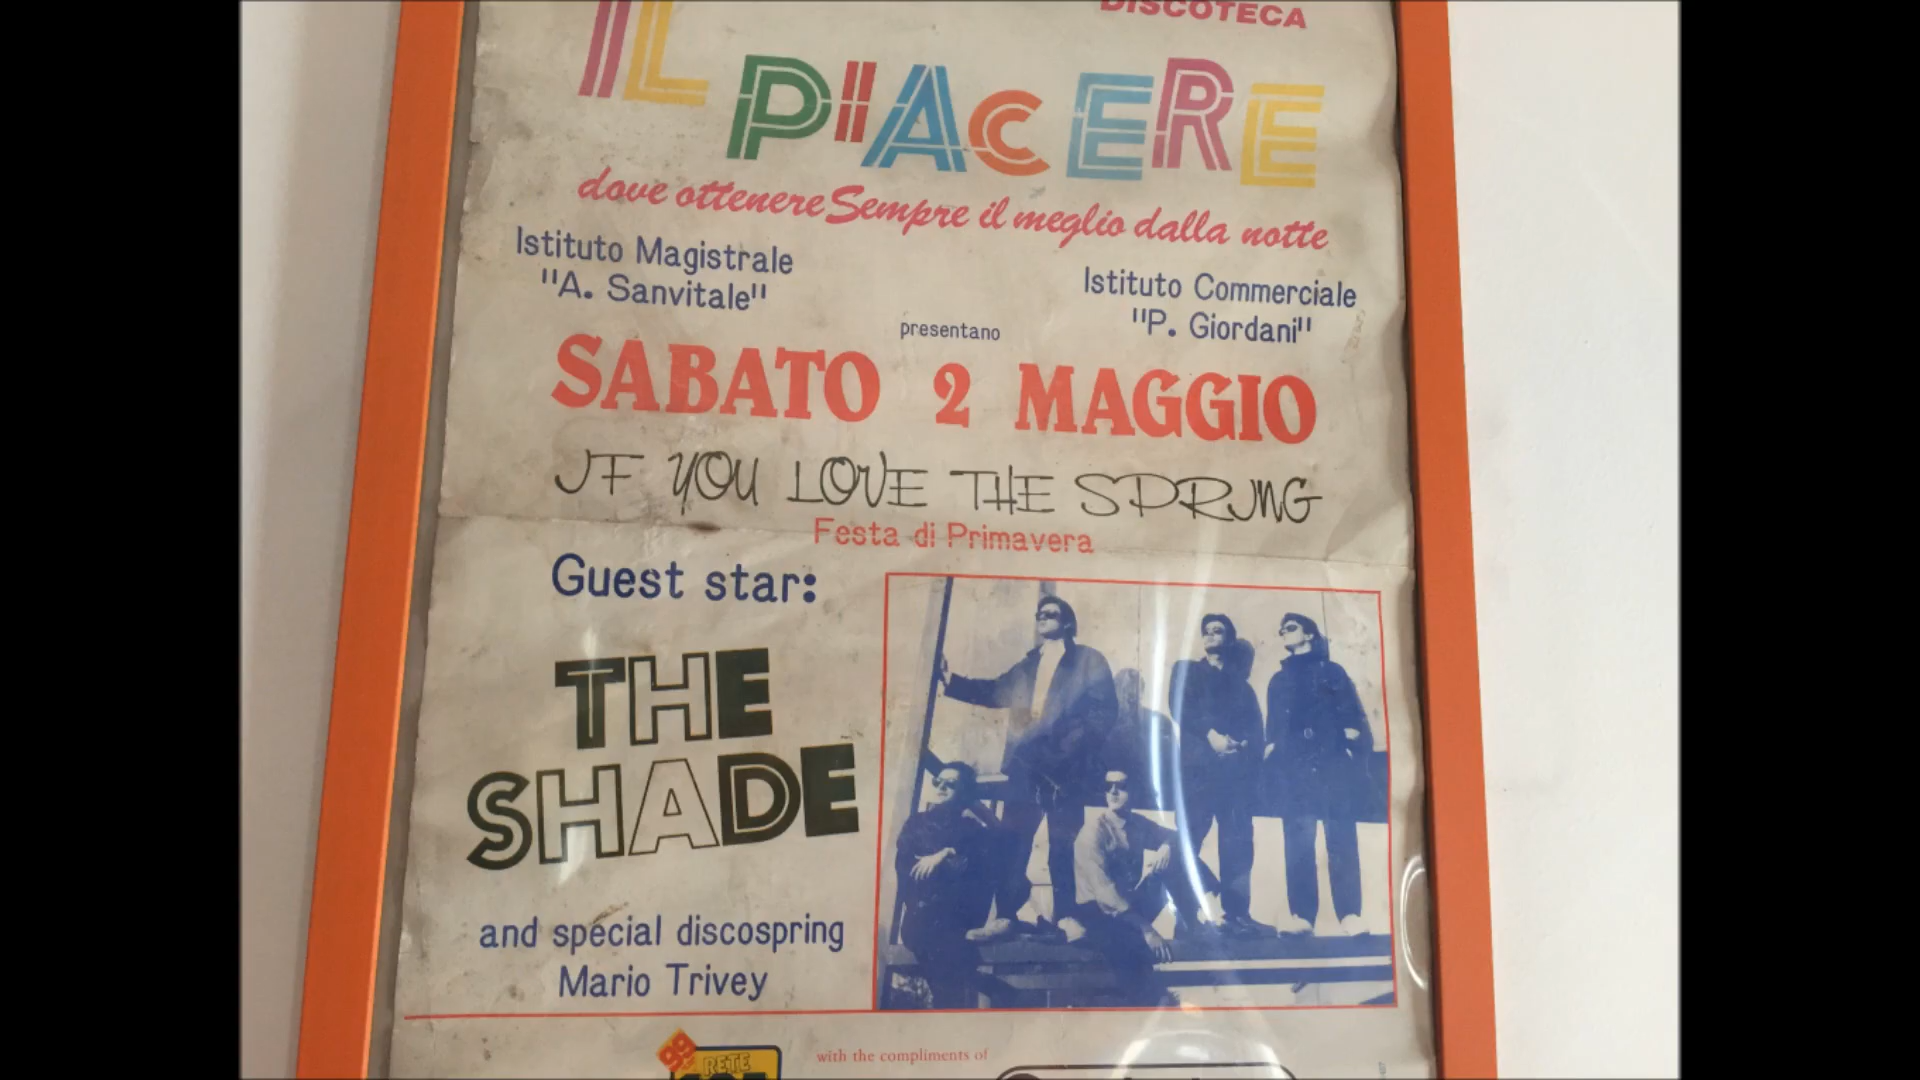 DISCOTECA
IL PIACERE
dove ottenere Sempre il meglio dalla notte
Istituto Magistrale
"A. Sanvitale"
Istituto Commerciale
"P. Giordani"
presentano
SABATO 2 MAGGIO
IF YOU LOVE THE SPRING
Festa di Primavera
Guest star:
THE
SHADE
and special discospring
Mario Trivey
99
RETE
with the compliments of